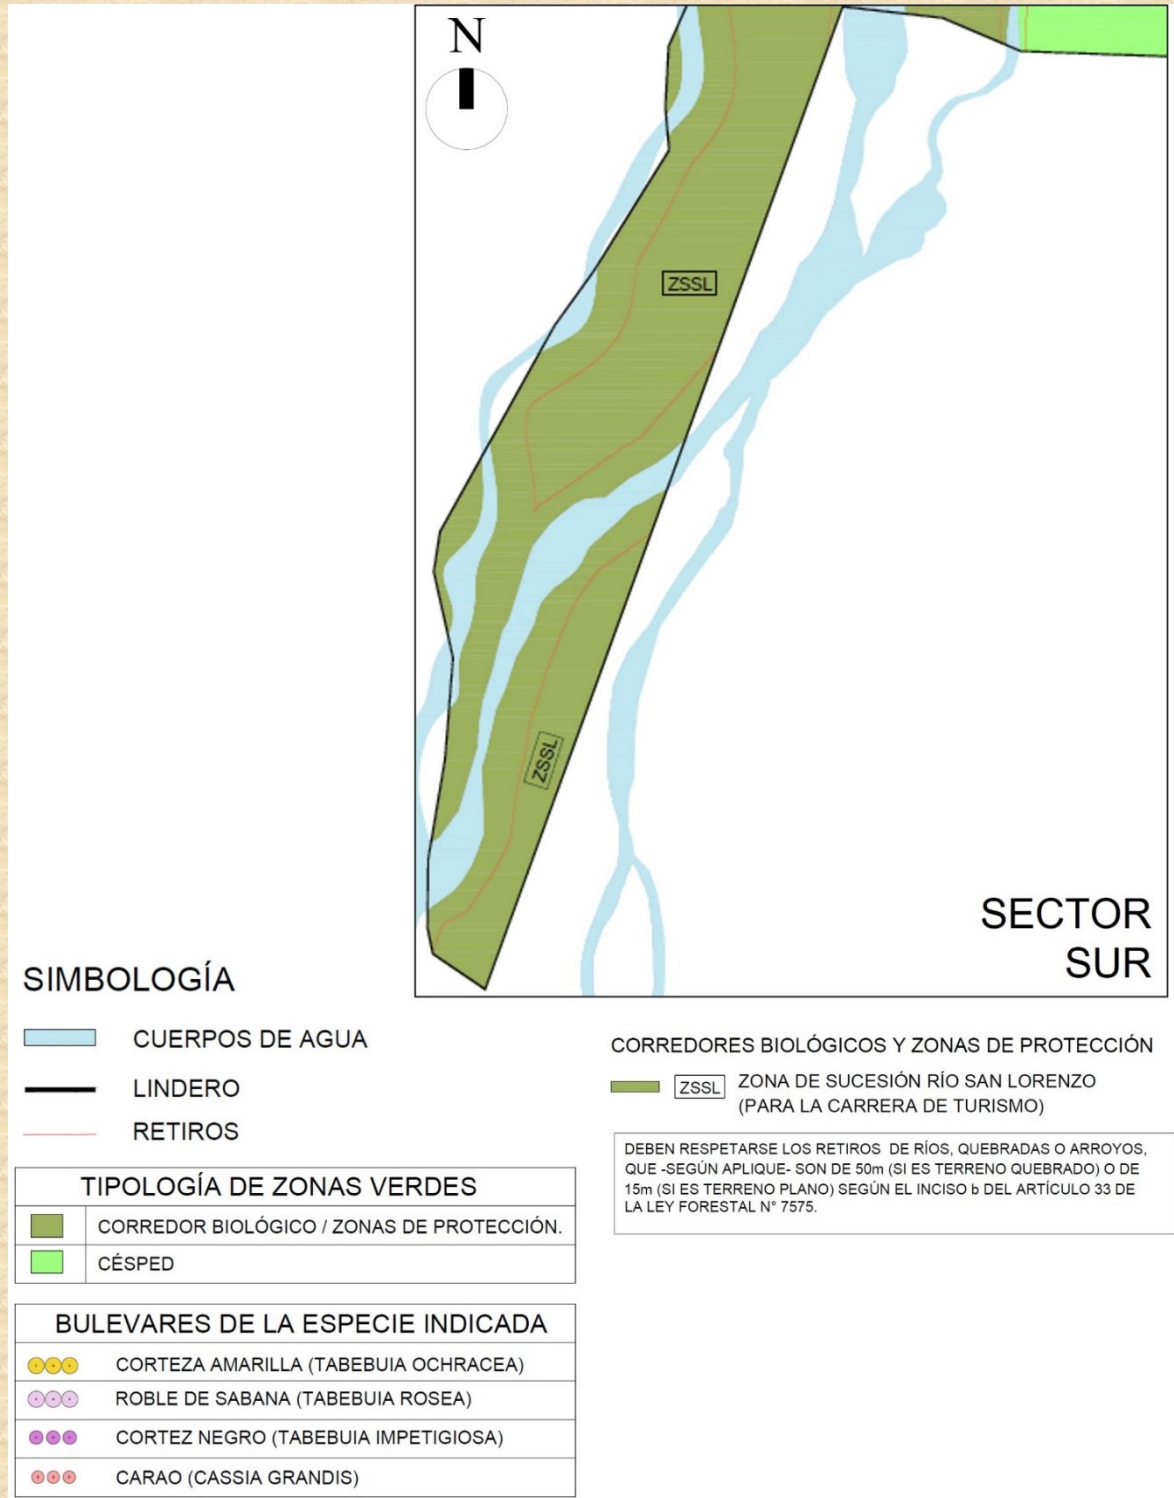 N
ZSSL
ZSSL
SECTOR
SUR
SIMBOLOGÍA
CUERPOS DE AGUA
LINDERO
RETIROS
TIPOLOGÍA DE ZONAS VERDES
CORREDOR BIOLÓGICO / ZONAS DE PROTECCIÓN.
CÉSPED
BULEVARES DE LA ESPECIE INDICADA
CORTEZA AMARILLA (TABEBUIA OCHRACEA)
ROBLE DE SABANA (TABEBUIA ROSEA)
CORTEZ NEGRO (TABEBUIA IMPETIGIOSA)
CARAO (CASSIA GRANDIS)
CORREDORES BIOLÓGICOS Y ZONAS DE PROTECCIÓN
ZSSL ZONA DE SUCESIÓN RÍO SAN LORENZO
(PARA LA CARRERA DE TURISMO)
DEBEN RESPETARSE LOS RETIROS DE RÍOS, QUEBRADAS O ARROYOS,
QUE -SEGÚN APLIQUE- SON DE 50m (SI ES TERRENO QUEBRADO) O DE
15m (SI ES TERRENO PLANO) SEGÚN EL INCISO b DEL ARTÍCULO 33 DE
LA LEY FORESTAL N° 7575.